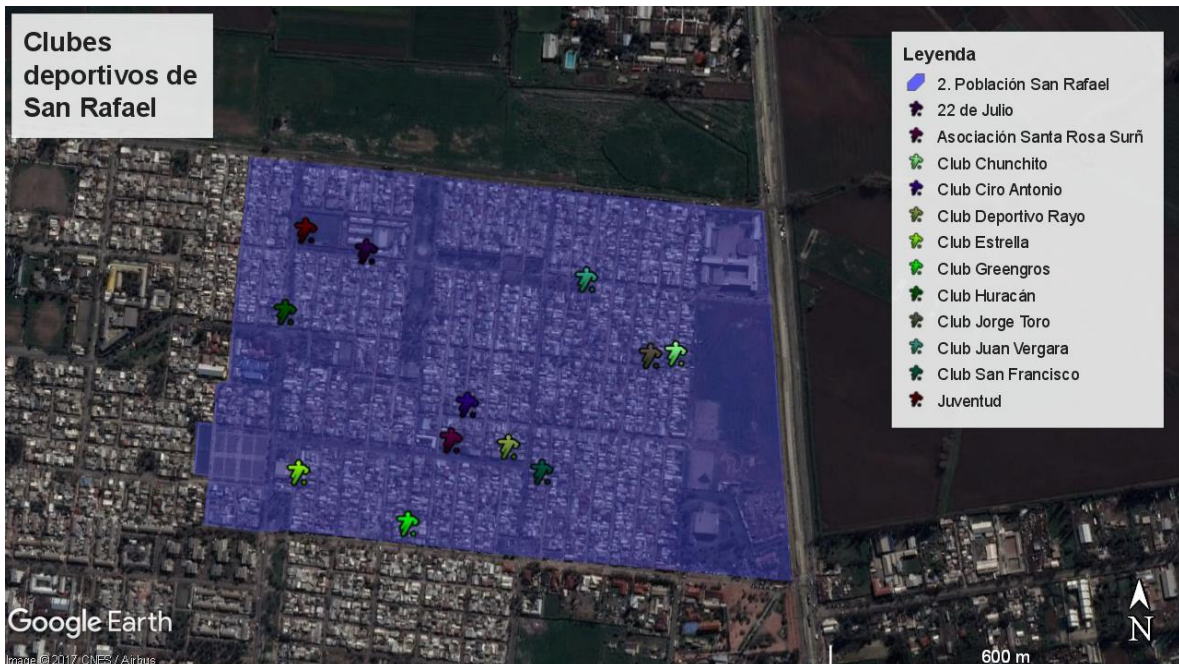 Clubes
deportivos de
San Rafael
Leyenda
2. Población San Rafael
22 de Julio
Asociación Santa Rosa Surñ
Club Chunchito
Club Ciro Antonio
Club Deportivo Rayo
Club Estrella
Club Greengros
Club Huracán
Club Jorge Toro
Club Juan Vergara
Club San Francisco
Juventud
Google Earth
Image © 2017 CNES / Airbus
N
600 m